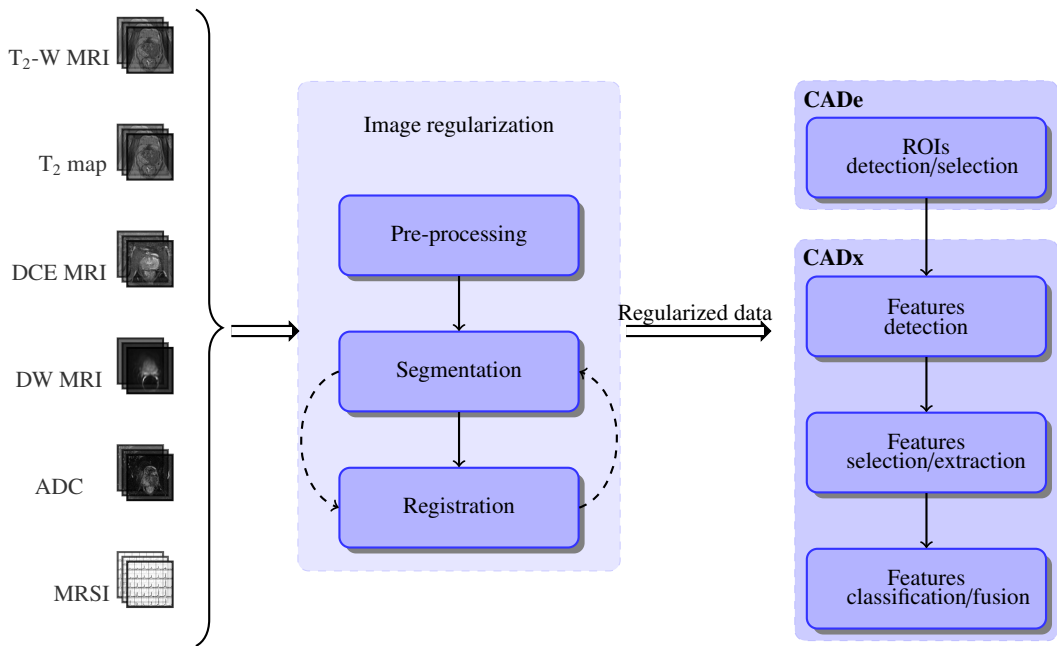 T₂-W MRI
T₂ map
DCE MRI
DW MRI
ADC
MRSI
Image regularization
Pre-processing
Segmentation
Registration
Regularized data
CADe
ROIs
detection/selection
CADx
Features
detection
Features
selection/extraction
Features
classification/fusion